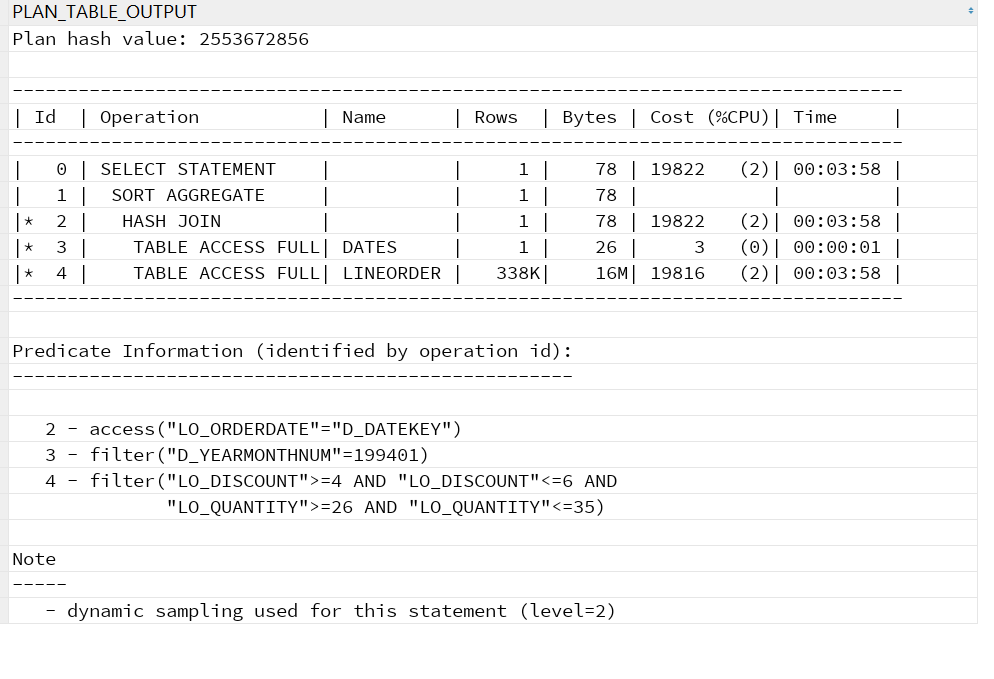 PLAN_TABLE_OUTPUT
Plan hash value: 2553672856
---------------------------------------------------------------------------------
| Id  | Operation           | Name      | Rows  | Bytes | Cost (%CPU)| Time     |
---------------------------------------------------------------------------------
|   0 | SELECT STATEMENT    |           |     1 |    78 | 19822   (2)| 00:03:58 |
|   1 |  SORT AGGREGATE     |           |     1 |    78 |            |          |
|*  2 |   HASH JOIN         |           |     1 |    78 | 19822   (2)| 00:03:58 |
|*  3 |    TABLE ACCESS FULL| DATES     |     1 |    26 |     3   (0)| 00:00:01 |
|*  4 |    TABLE ACCESS FULL| LINEORDER |   338K|    16M| 19816   (2)| 00:03:58 |
---------------------------------------------------------------------------------
Predicate Information (identified by operation id):
---------------------------------------------------
   2 - access("LO_ORDERDATE"="D_DATEKEY")
   3 - filter("D_YEARMONTHNUM"=199401)
   4 - filter("LO_DISCOUNT">=4 AND "LO_DISCOUNT"<=6 AND
              "LO_QUANTITY">=26 AND "LO_QUANTITY"<=35)
Note
-----
   - dynamic sampling used for this statement (level=2)